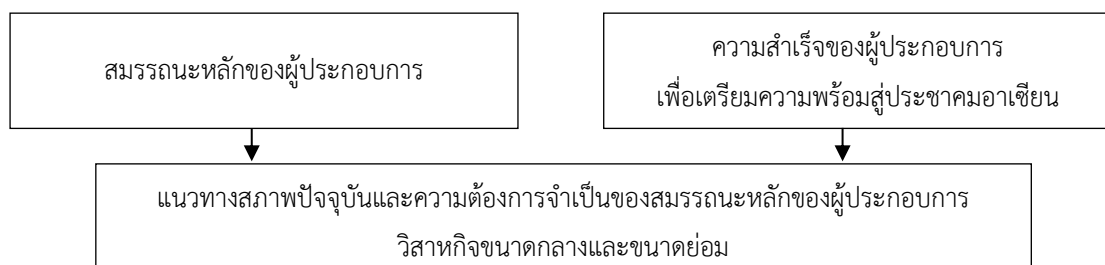 สมรรถนะหลักของผู้ประกอบการ
ความสำเร็จของผู้ประกอบการ
เพื่อเตรียมความพร้อมสู่ประชาคมอาเซียน
แนวทางสภาพปัจจุบันและความต้องการจำเป็นของสมรรถนะหลักของผู้ประกอบการ
วิสาหกิจขนาดกลางและขนาดย่อม